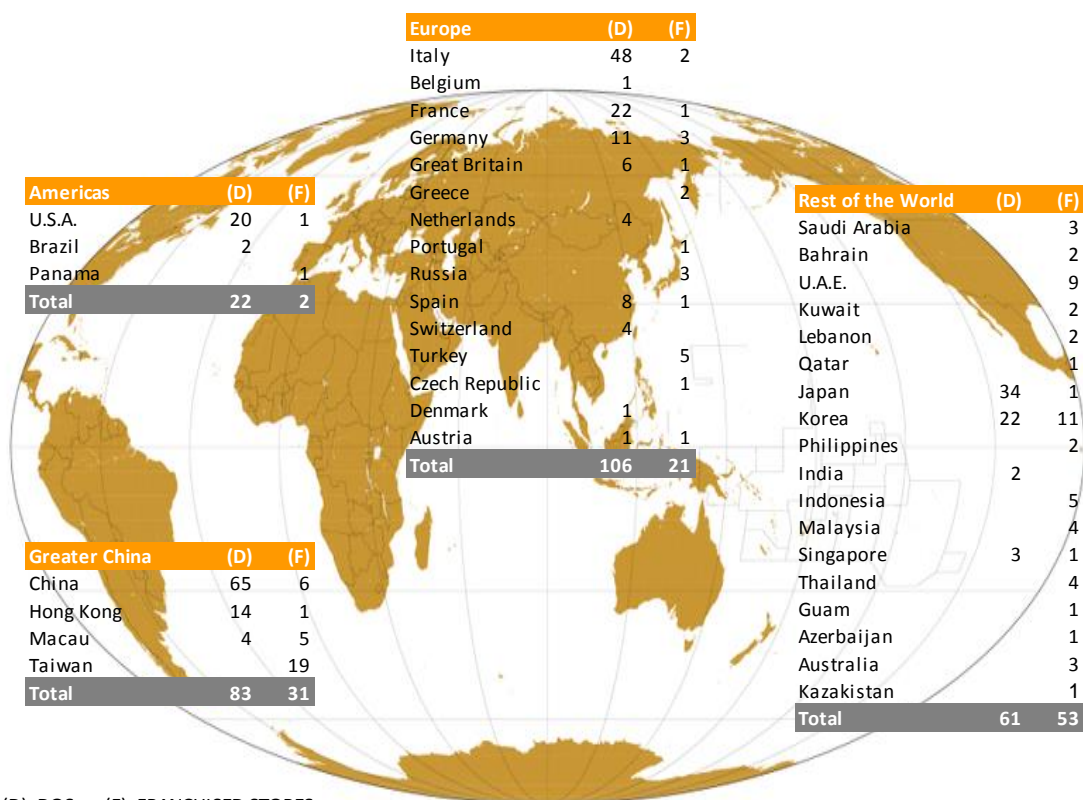 Europe (D) (F)
Italy 48 2
Belgium 1
France 22 1
Germany 11 3
Great Britain 6 1
Greece 2
Netherlands 4
Portugal 1
Russia 3
Spain 8 1
Switzerland 4
Turkey 5
Czech Republic 1
Denmark 1
Austria 1 1
Total 106 21
Americas (D) (F)
U.S.A. 20 1
Brazil 2
Panama 1
Total 22 2
Rest of the World (D) (F)
Saudi Arabia 3
Bahrain 2
U.A.E. 9
Kuwait 2
Lebanon 2
Qatar 1
Japan 34 1
Korea 22 11
Philippines 2
India 2
Indonesia 5
Malaysia 4
Singapore 3 1
Thailand 4
Guam 1
Azerbaijan 1
Australia 3
Kazakistan 1
Total 61 53
Greater China (D) (F)
China 65 6
Hong Kong 14 1
Macau 4 5
Taiwan 19
Total 83 31
(D) DOS (F) FRANCHISED STORES